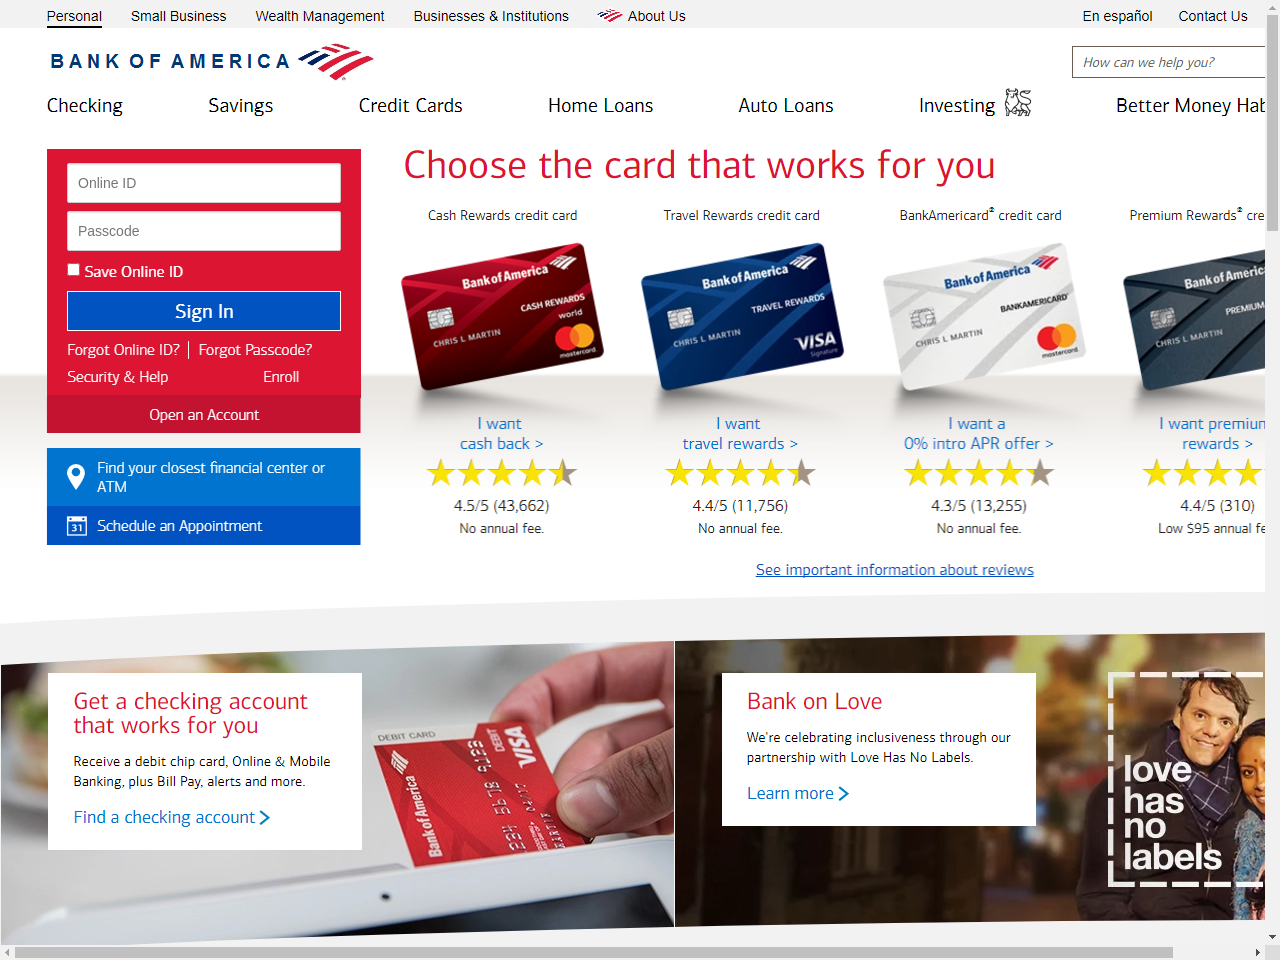 Personal
Small Business
Wealth Management
Businesses & Institutions
About Us
En español
Contact Us
BANK OF AMERICA
How can we help you?
Checking
Savings
Credit Cards
Home Loans
Auto Loans
Investing
Better Money Hab
Online ID
Passcode
Save Online ID
Sign In
Forgot Online ID?
Forgot Passcode?
Security & Help
Enroll
Open an Account
Find your closest financial center or
ATM
31
Schedule an Appointment
Choose the card that works for you
Cash Rewards credit card
Bank of America
CASH REWARDS
world
CHRIS L MARTIN
mastercard
I want
cash back >
4.5/5 (43,662)
No annual fee.
Travel Rewards credit card
Bank of America
TRAVEL REWARDS
CHRIS L MARTIN
VISA
Signature
I want
travel rewards >
4.4/5 (11,756)
No annual fee.
BankAmericard® credit card
Bank of America
BANKAMERICARD
CHRIS L MARTIN
mastercard
I want a
0% intro APR offer >
4.3/5 (13,255)
No annual fee.
Premium Rewards® cre
Bank of America
PREMIUM
CHRIS L MARTIN
I want premium
rewards >
4.4/5 (310)
Low $95 annual fe
See important information about reviews
Get a checking account
that works for you
Receive a debit chip card, Online & Mobile
Banking, plus Bill Pay, alerts and more.
Find a checking account
DEBIT CARD
Bank of America
DEBIT
VISA
Bank on Love
We're celebrating inclusiveness through our
partnership with Love Has No Labels.
Learn more
love
has
no
labels